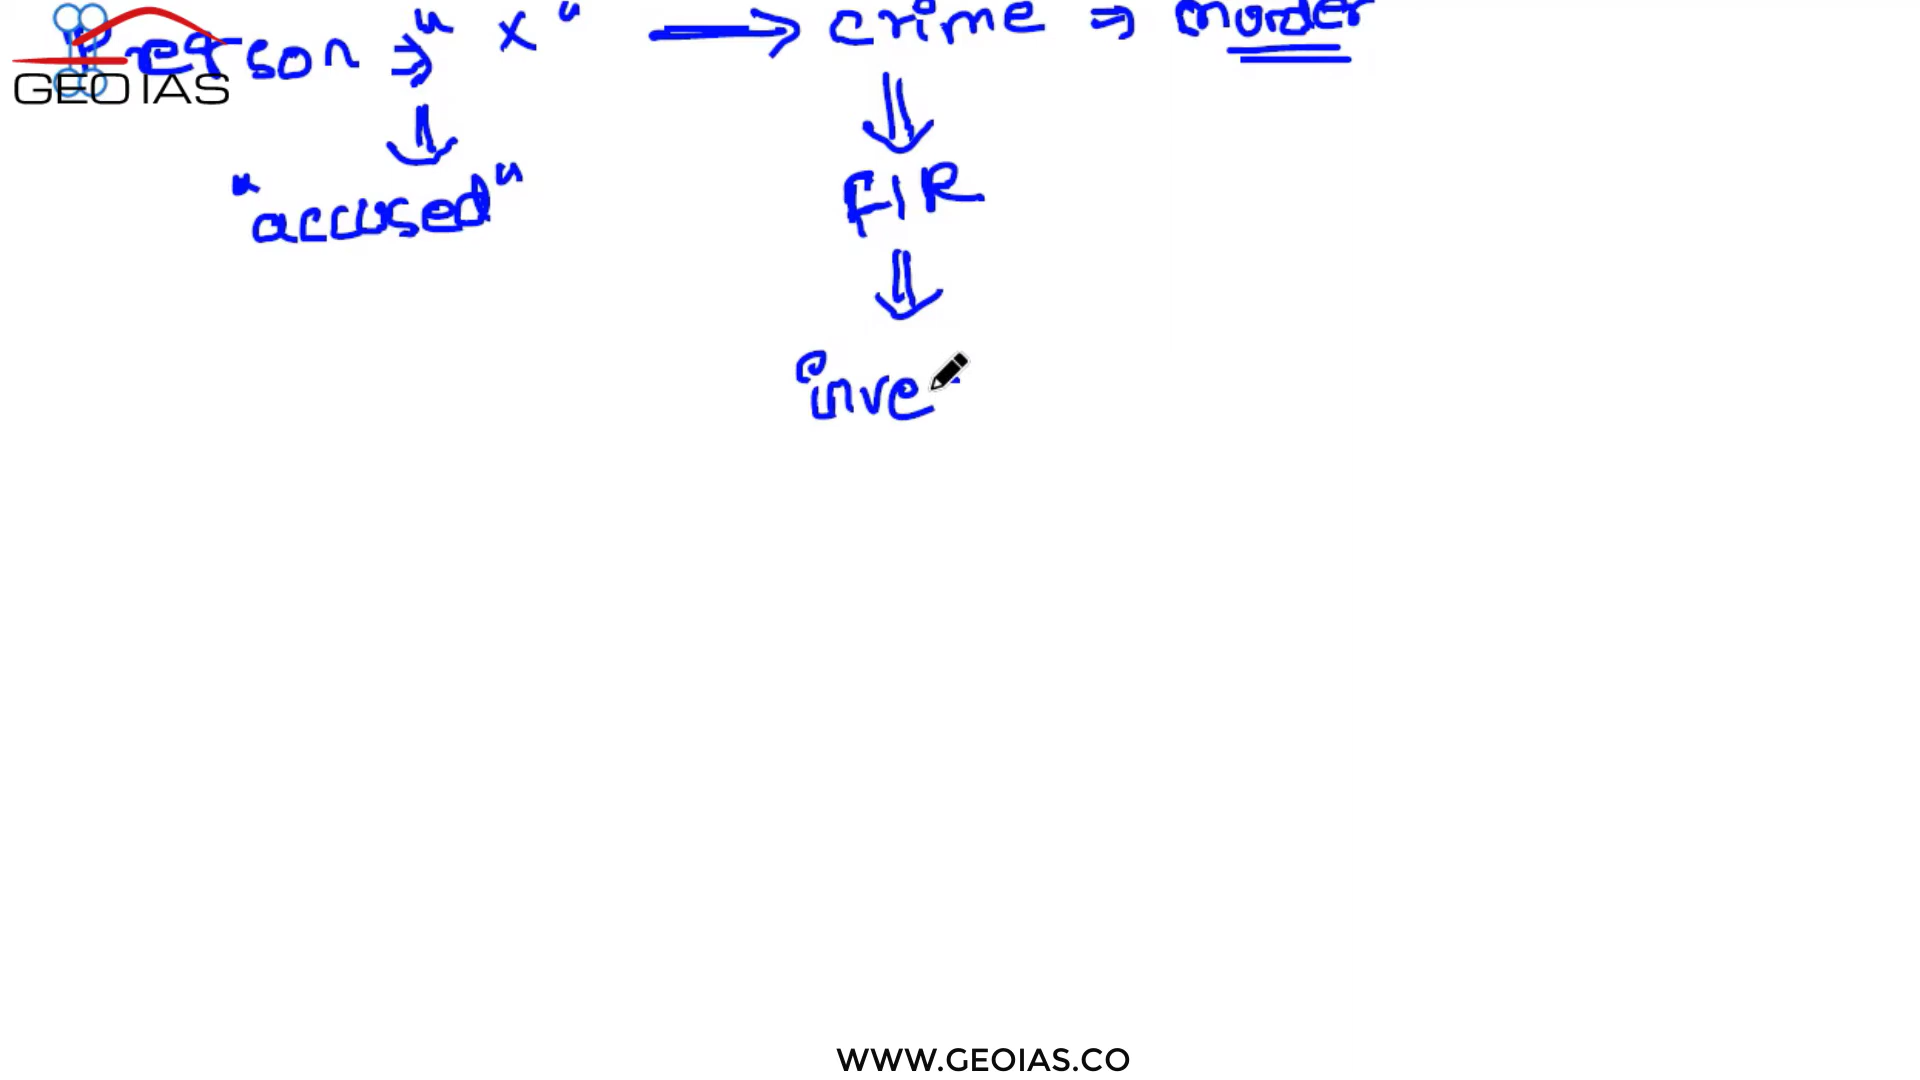 Person ⇒ "x" → crime ⇒ murder
GEOIAS
⇓ ⇓
"accused" FIR
⇓
inve
WWW.GEOIAS.CO